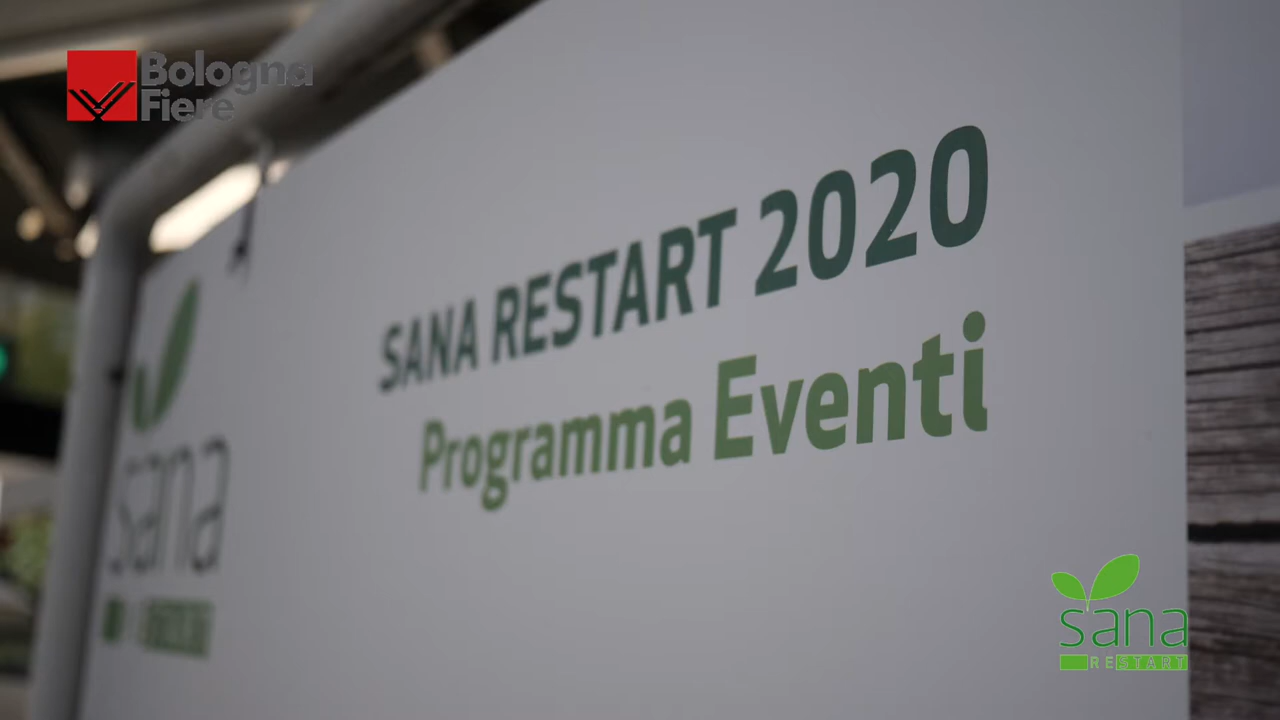 Bologna
Fiere
SANA RESTART 2020
Programma Eventi
sana
sana
RESTART